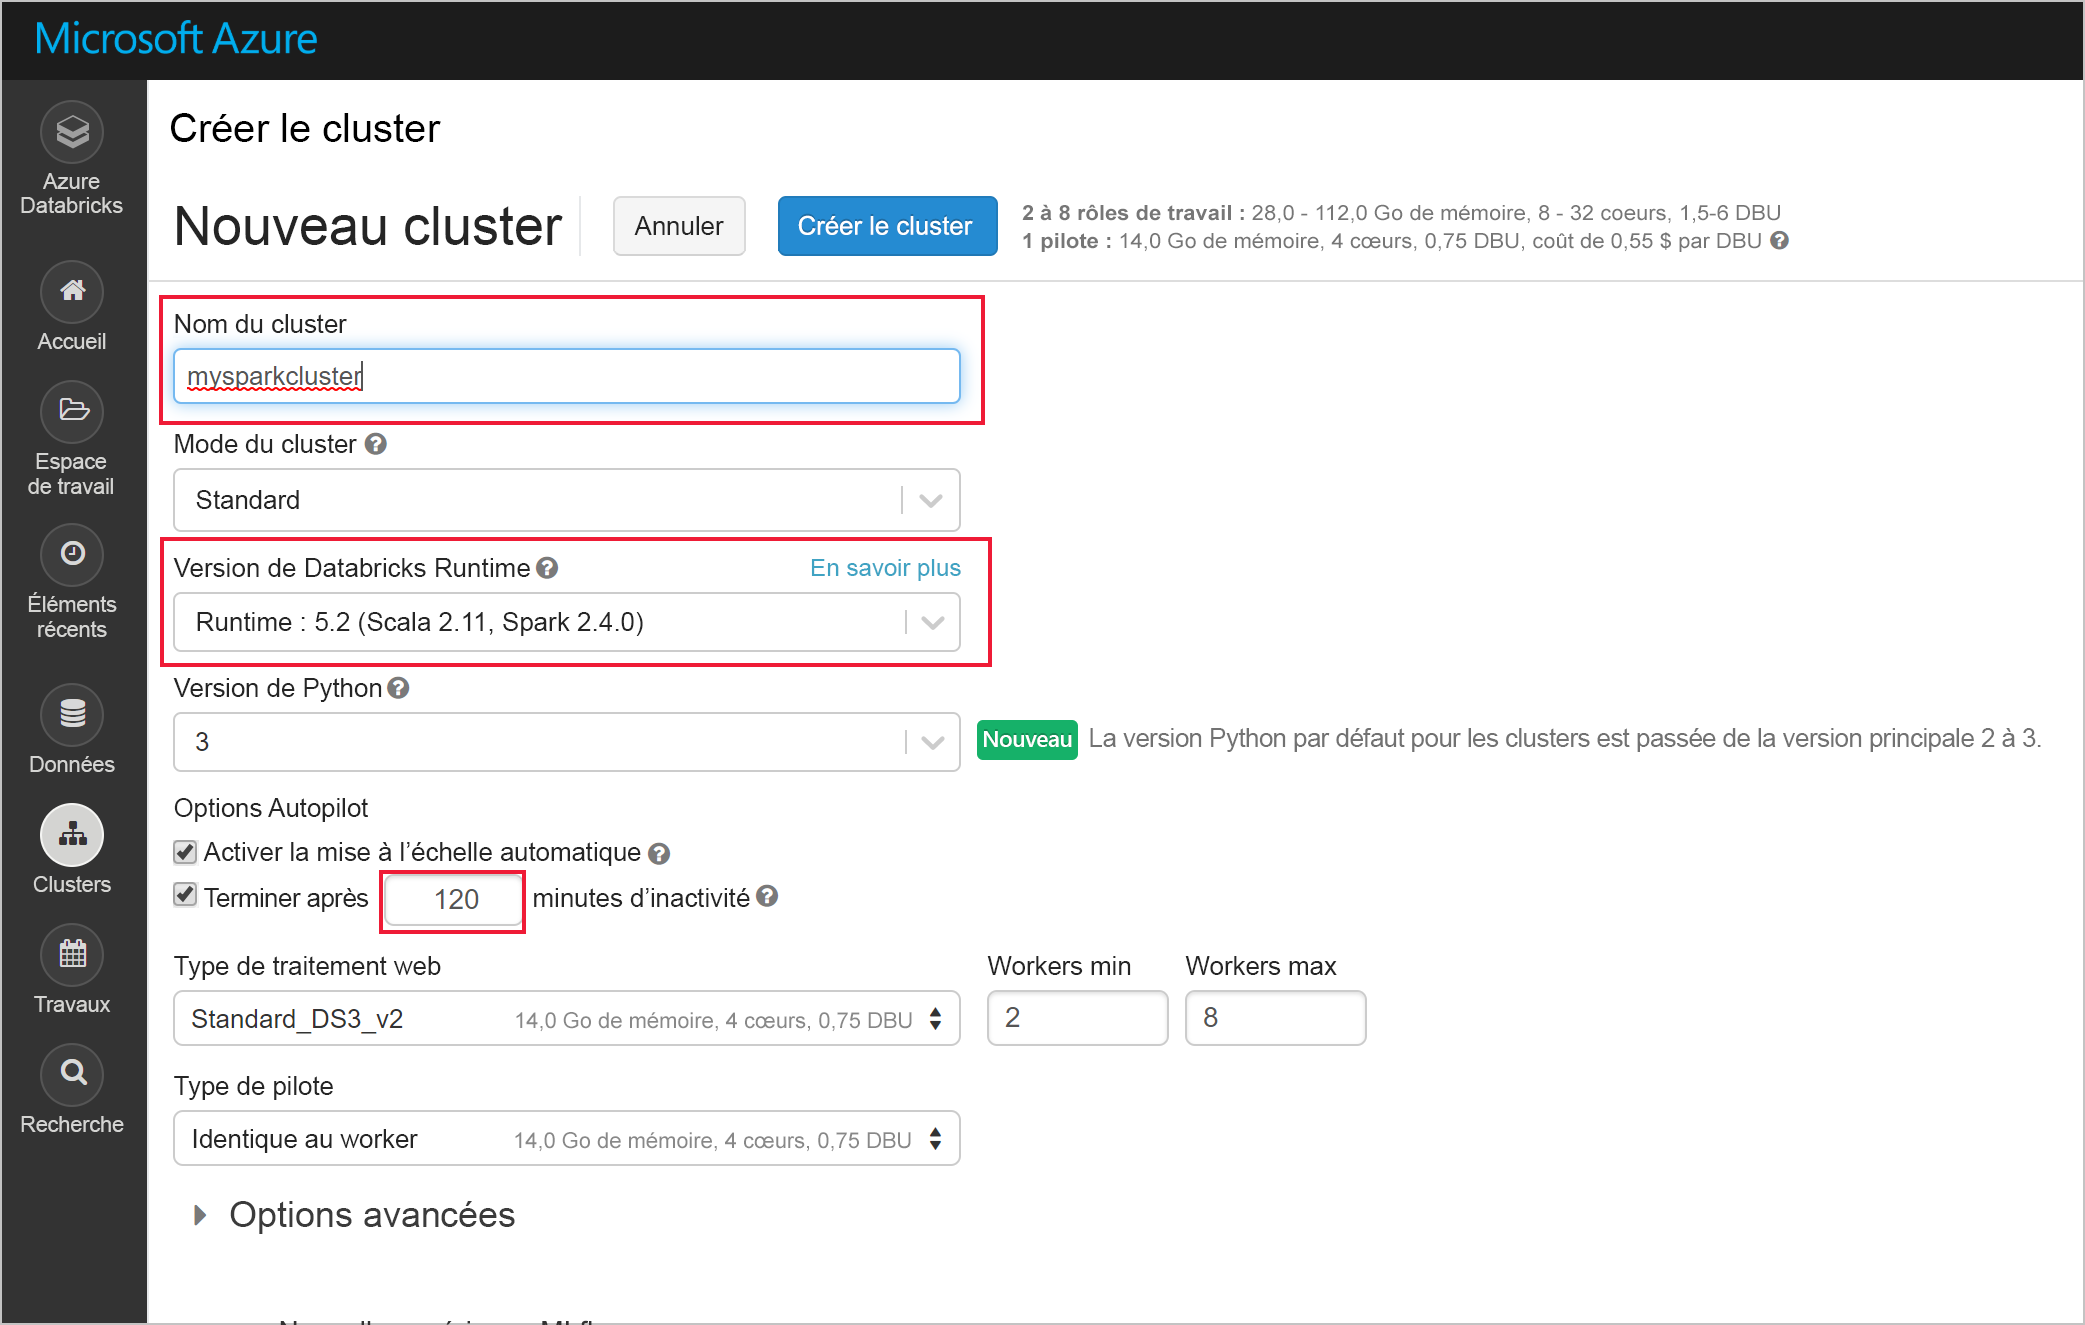 Microsoft Azure
Azure
Databricks
Accueil
Espace
de travail
Éléments
récents
Données
Clusters
Travaux
Recherche
Créer le cluster
Nouveau cluster
Annuler
Créer le cluster
2 à 8 rôles de travail : 28,0 - 112,0 Go de mémoire, 8 - 32 coeurs, 1,5-6 DBU
1 pilote : 14,0 Go de mémoire, 4 cœurs, 0,75 DBU, coût de 0,55 $ par DBU
Nom du cluster
mysparkcluster
Mode du cluster
Standard
Version de Databricks Runtime En savoir plus
Runtime : 5.2 (Scala 2.11, Spark 2.4.0)
Version de Python
3
Nouveau La version Python par défaut pour les clusters est passée de la version principale 2 à 3.
Options Autopilot
Activer la mise à l’échelle automatique
Terminer après 120 minutes d’inactivité
Type de traitement web Workers min Workers max
Standard_DS3_v2 14,0 Go de mémoire, 4 cœurs, 0,75 DBU 2 8
Type de pilote
Identique au worker 14,0 Go de mémoire, 4 cœurs, 0,75 DBU
Options avancées